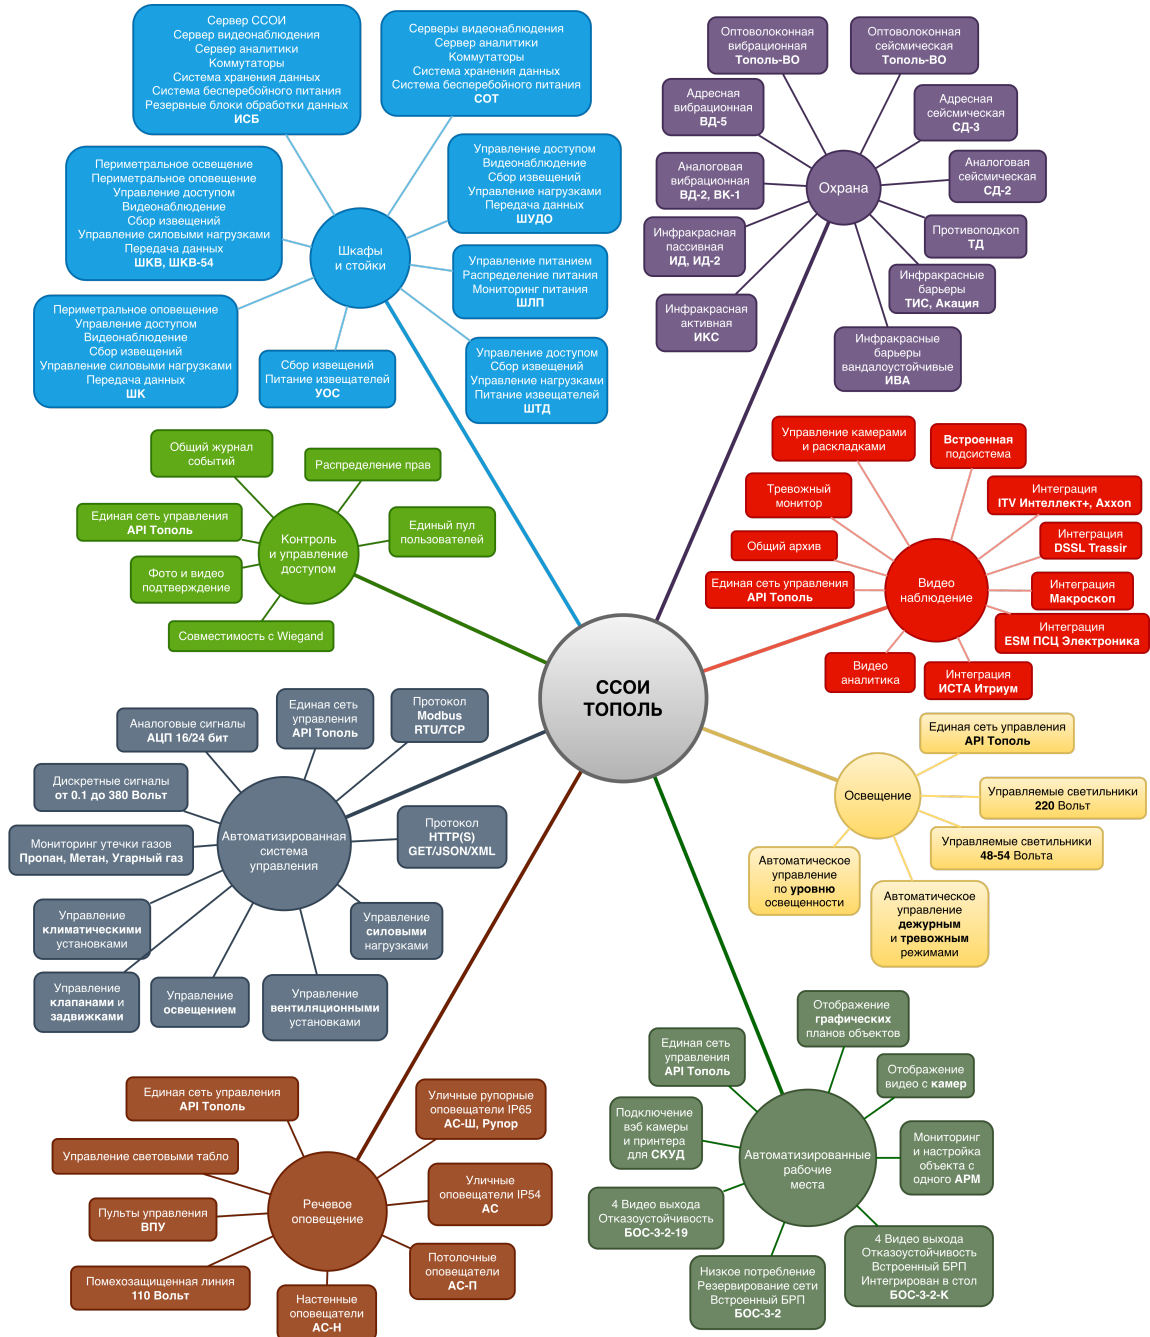 Сервер ССОИ
Сервер видеонаблюдения
Сервер аналитики
Коммутаторы
Система хранения данных
Система бесперебойного питания
Резервные блоки обработки данных
ИСБ
Серверы видеонаблюдения
Сервер аналитики
Коммутаторы
Система хранения данных
Система бесперебойного питания
СОТ
Периметральное освещение
Периметральное оповещение
Управление доступом
Видеонаблюдение
Сбор извещений
Управление силовыми нагрузками
Передача данных
ШКВ, ШКВ-54
Управление доступом
Видеонаблюдение
Сбор извещений
Управление нагрузками
Передача данных
ШУДО
Шкафы
и стойки
Управление питанием
Распределение питания
Мониторинг питания
ШЛП
Периметральное оповещение
Управление доступом
Видеонаблюдение
Сбор извещений
Управление силовыми нагрузками
Передача данных
ШК
Сбор извещений
Питание извещателей
УОС
Управление доступом
Сбор извещений
Управление нагрузками
Питание извещателей
ШТД
Оптоволоконная
вибрационная
Тополь-ВО
Оптоволоконная
сейсмическая
Тополь-ВО
Адресная
вибрационная
ВД-5
Адресная
сейсмическая
СД-3
Аналоговая
вибрационная
ВД-2, ВК-1
Охрана
Аналоговая
сейсмическая
СД-2
Инфракрасная
пассивная
ИД, ИД-2
Противоподкоп
ТД
Инфракрасные
барьеры
ТИС, Акация
Инфракрасная
активная
ИКС
Инфракрасные
барьеры
вандалоустойчивые
ИВА
Общий журнал
событий
Распределение прав
Единая сеть управления
API Тополь
Контроль
и управление
доступом
Единый пул
пользователей
Фото и видео
подтверждение
Совместимость с Wiegand
Управление камерами
и раскладками
Встроенная
подсистема
Тревожный
монитор
Интеграция
ITV Интеллект+, Axxon
Общий архив
Интеграция
DSSL Trassir
Единая сеть управления
API Тополь
Видео
наблюдение
Интеграция
Макроскоп
Интеграция
ESM ПСЦ Электроника
Видео
аналитика
Интеграция
ИСТА Итриум
ССОИ
ТОПОЛЬ
Аналоговые сигналы
АЦП 16/24 бит
Единая сеть
управления
API Тополь
Протокол
Modbus
RTU/TCP
Дискретные сигналы
от 0.1 до 380 Вольт
Мониторинг утечки газов
Пропан, Метан, Угарный газ
Автоматизированная
система
управления
Протокол
HTTP(S)
GET/JSON/XML
Управление
климатическими
установками
Управление
силовыми
нагрузками
Управление
клапанами и
задвижками
Управление
освещением
Управление
вентиляционными
установками
Единая сеть управления
API Тополь
Освещение
Управляемые светильники
220 Вольт
Управляемые светильники
48-54 Вольта
Автоматическое
управление
по уровню
освещенности
Автоматическое
управление
дежурным
и тревожным
режимами
Единая сеть управления
API Тополь
Уличные рупорные
оповещатели IP65
АС-Ш, Рупор
Управление световыми табло
Уличные
оповещатели IP54
АС
Пульты управления
ВПУ
Речевое
оповещение
Потолочные
оповещатели
АС-П
Помехозащищенная линия
110 Вольт
Настенные
оповещатели
АС-Н
Отображение
графических
планов объектов
Единая сеть
управления
API Тополь
Отображение
видео с камер
Подключение
вэб камеры
и принтера
для СКУД
Автоматизированные
рабочие
места
Мониторинг
и настройка
объекта с
одного АРМ
4 Видео выхода
Отказоустойчивость
БОС-3-2-19
Низкое потребление
Резервирование сети
Встроенный БРП
БОС-3-2
4 Видео выхода
Отказоустойчивость
Встроенный БРП
Интегрирован в стол
БОС-3-2-К